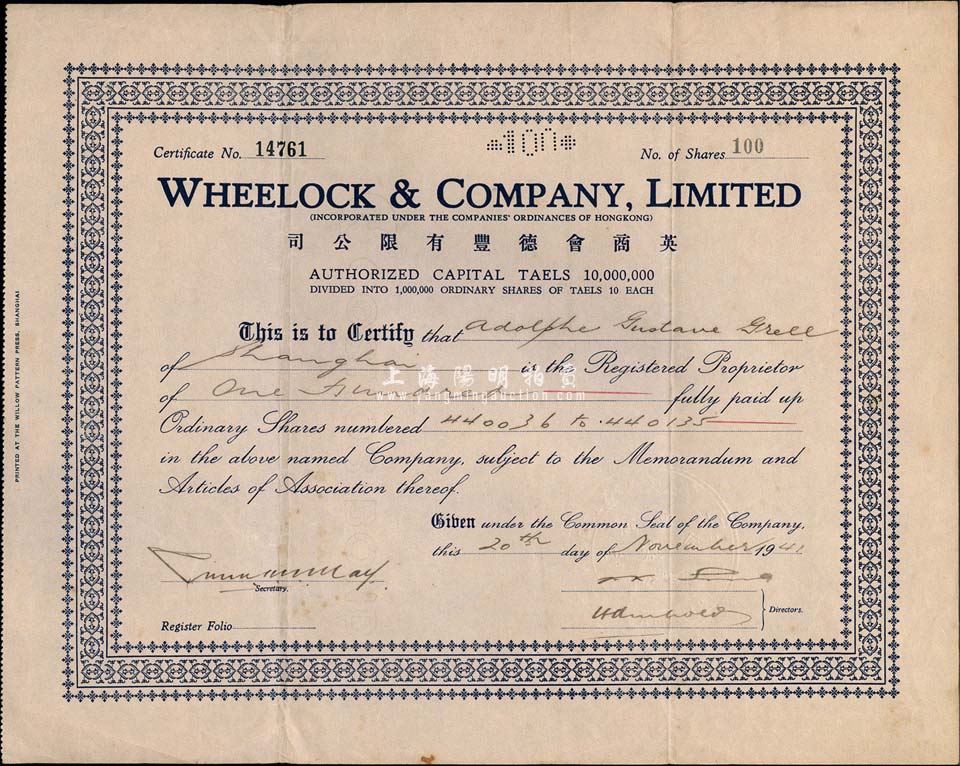 100
Certificate No. 14761
No. of Shares 100
WHEELOCK & COMPANY, LIMITED
(INCORPORATED UNDER THE COMPANIES' ORDINANCES OF HONGKONG)
司公限有豐德會商英
AUTHORIZED CAPITAL TAELS 10,000,000
DIVIDED INTO 1,000,000 ORDINARY SHARES OF TAELS 10 EACH
This is to Certify that Adolphe Gustave Grell
of Shanghai is the Registered Proprietor
of One Hundred fully paid up
Ordinary Shares numbered 440036 to 440135
in the above named Company, subject to the Memorandum and
Articles of Association thereof.
Given under the Common Seal of the Company,
this 20th day of November 1941
Secretary.
Directors.
Register Folio
PRINTED AT THE WILLOW PATTERN PRESS, SHANGHAI
上海陽明拍賣
www.yangmingauction.com